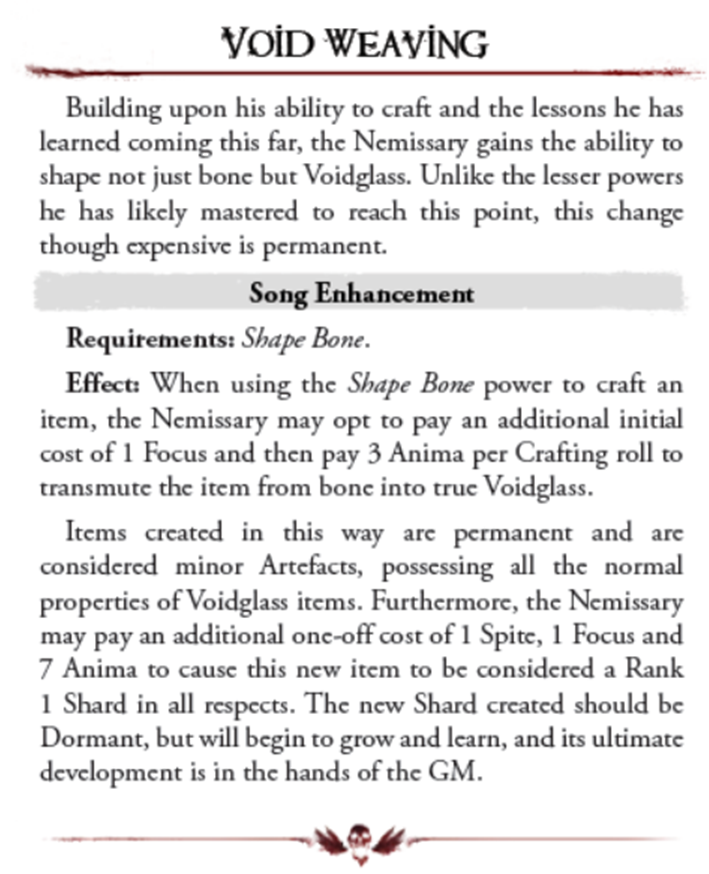 Void Weaving
Building upon his ability to craft and the lessons he has
learned coming this far, the Nemissary gains the ability to
shape not just bone but Voidglass. Unlike the lesser powers
he has likely mastered to reach this point, this change
though expensive is permanent.
Song Enhancement
Requirements: Shape Bone.
Effect: When using the Shape Bone power to craft an
item, the Nemissary may opt to pay an additional initial
cost of 1 Focus and then pay 3 Anima per Crafting roll to
transmute the item from bone into true Voidglass.
Items created in this way are permanent and are
considered minor Artefacts, possessing all the normal
properties of Voidglass items. Furthermore, the Nemissary
may pay an additional one-off cost of 1 Spite, 1 Focus and
7 Anima to cause this new item to be considered a Rank
1 Shard in all respects. The new Shard created should be
Dormant, but will begin to grow and learn, and its ultimate
development is in the hands of the GM.